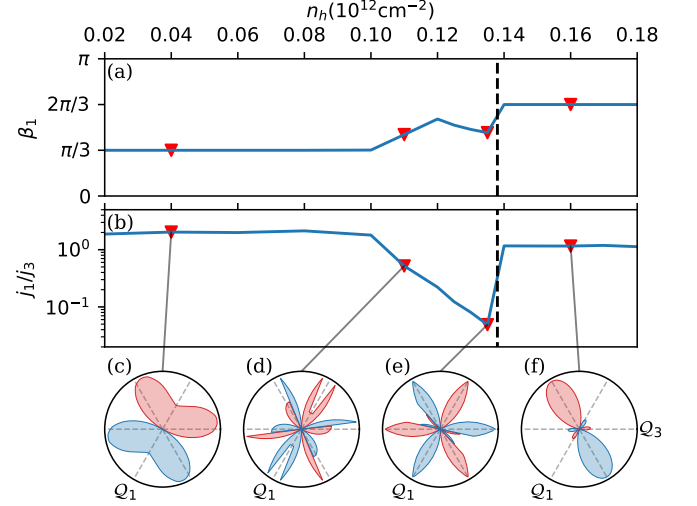 n_h(10^12 cm^−2)
0.02 0.04 0.06 0.08 0.10 0.12 0.14 0.16 0.18
(a)
π
2π/3
π/3
0
β_1
(b)
10^0
10^−1
j_1/j_3
(c) (d) (e) (f)
Q_3
Q_1 Q_1 Q_1 Q_1